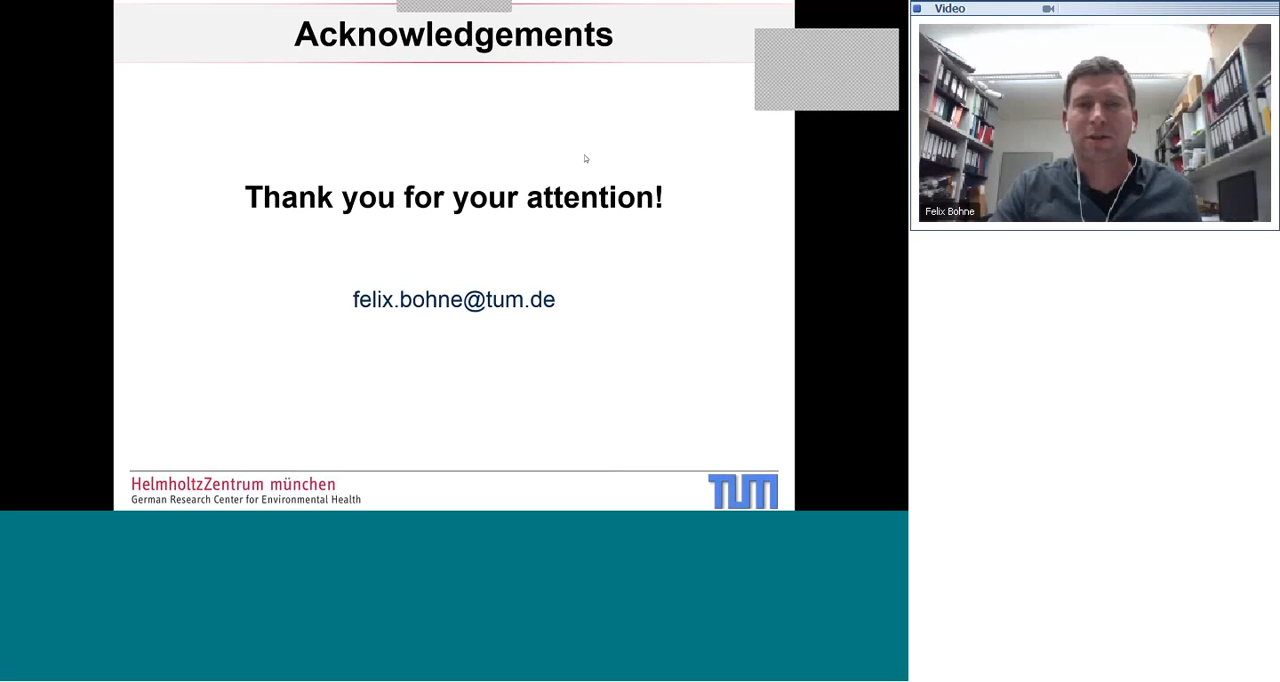 Acknowledgements
Thank you for your attention!
felix.bohne@tum.de
HelmholtzZentrum münchen
German Research Center for Environmental Health
TUM
Video
Felix Bohne